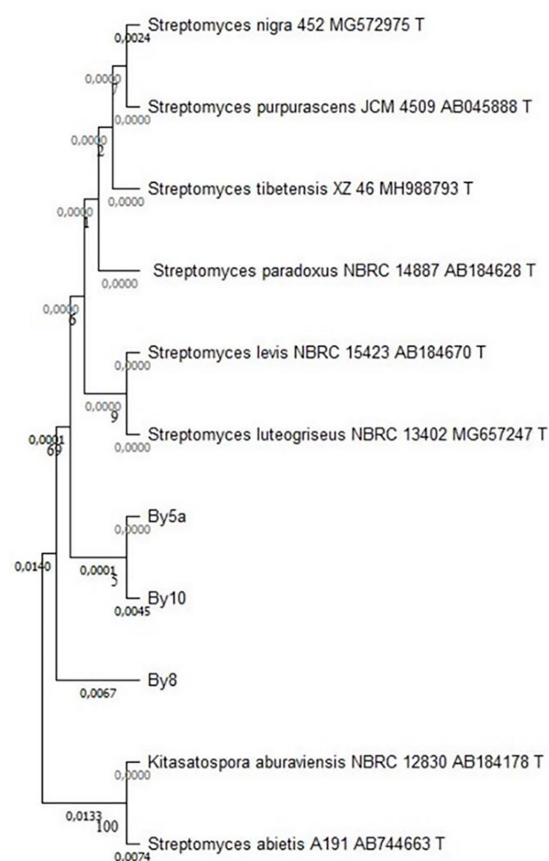 Streptomyces nigra 452 MG572975 T
0,0024
0,0000
7
Streptomyces purpurascens JCM 4509 AB045888 T
0,0000
0,0000
2
Streptomyces tibetensis XZ 46 MH988793 T
0,0000
0,0000
1
Streptomyces paradoxus NBRC 14887 AB184628 T
0,0000
0,0000
6
Streptomyces levis NBRC 15423 AB184670 T
0,0000
0,0000
9
Streptomyces luteogriseus NBRC 13402 MG657247 T
0,0001
69
0,0000
By5a
0,0000
0,0140
0,0001
5
By10
0,0045
By8
0,0067
Kitasatospora aburaviensis NBRC 12830 AB184178 T
0,0000
0,0133
100
Streptomyces abietis A191 AB744663 T
0,0074